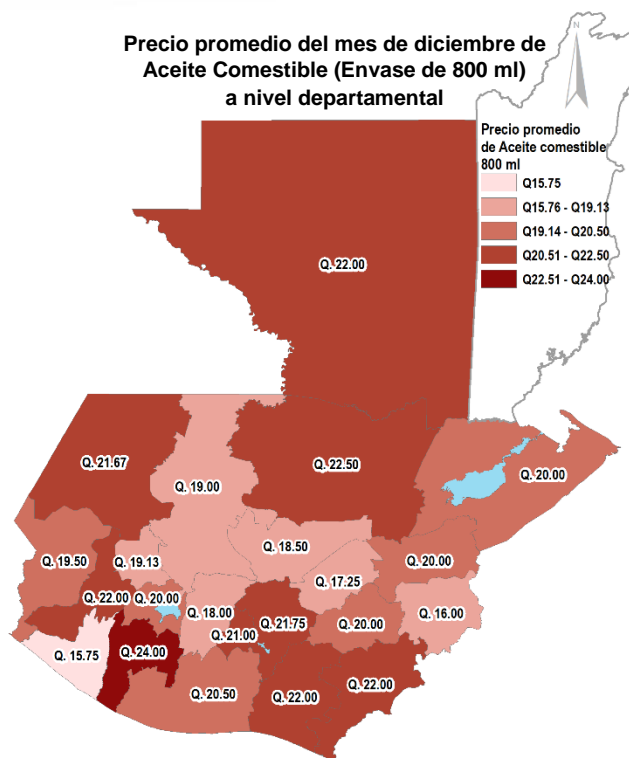 Precio promedio del mes de diciembre de
Aceite Comestible (Envase de 800 ml)
a nivel departamental
N
Precio promedio
de Aceite comestible
800 ml
Q15.75
Q15.76 - Q19.13
Q19.14 - Q20.50
Q20.51 - Q22.50
Q22.51 - Q24.00
Q. 22.00
Q. 21.67
Q. 19.00
Q. 22.50
Q. 20.00
Q. 19.50
Q. 19.13
Q. 18.50
Q. 20.00
Q. 17.25
Q. 22.00
Q. 20.00
Q. 18.00
Q. 21.00
Q. 21.75
Q. 20.00
Q. 16.00
Q. 15.75
Q. 24.00
Q. 20.50
Q. 22.00
Q. 22.00